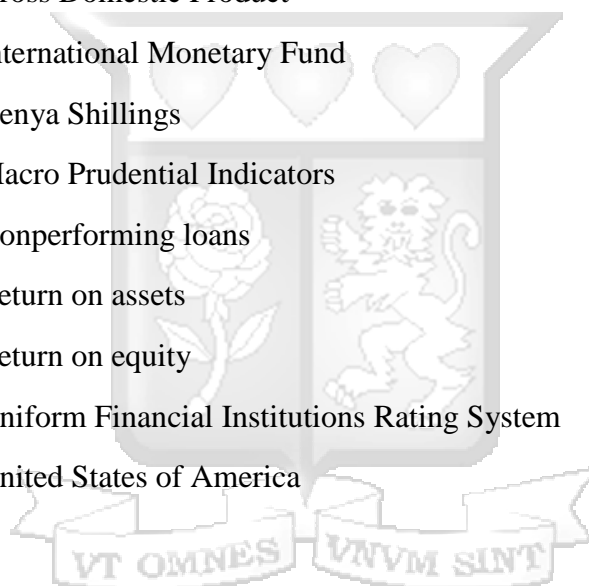 ross Domestic Product
nternational Monetary Fund
enya Shillings
acro Prudential Indicators
onperforming loans
eturn on assets
eturn on equity
niform Financial Institutions Rating System
nited States of America
VT OMNES VNVM SINT